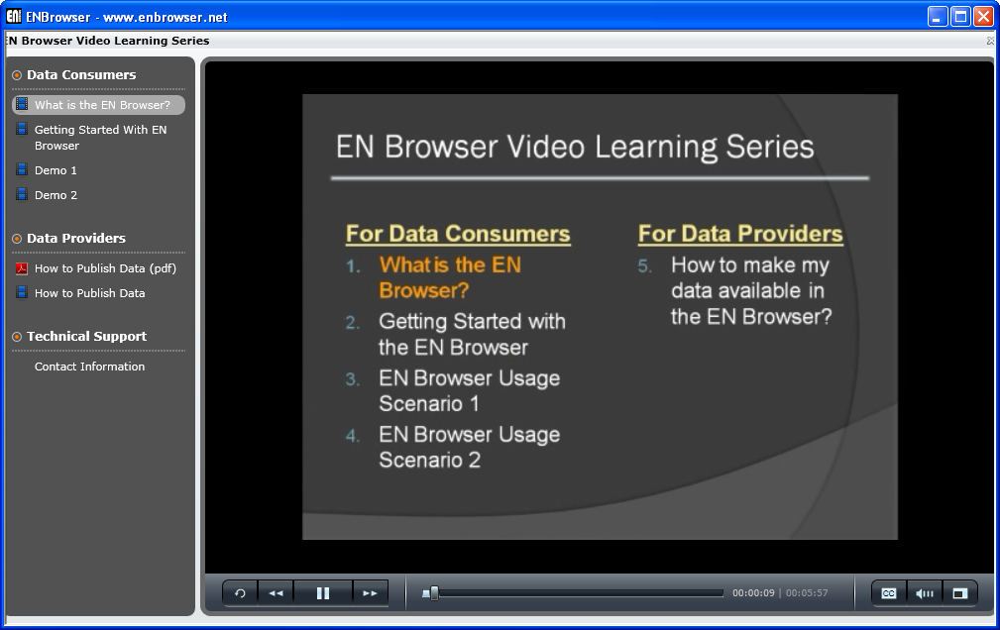 ENBrowser - www.enbrowser.net
EN Browser Video Learning Series
Data Consumers
What is the EN Browser?
Getting Started With EN
Browser
Demo 1
Demo 2
Data Providers
How to Publish Data (pdf)
How to Publish Data
Technical Support
Contact Information
EN Browser Video Learning Series
For Data Consumers
1. What is the EN
Browser?
2. Getting Started with
the EN Browser
3. EN Browser Usage
Scenario 1
4. EN Browser Usage
Scenario 2
For Data Providers
5. How to make my
data available in
the EN Browser?
00:00:09 | 00:05:57
CC